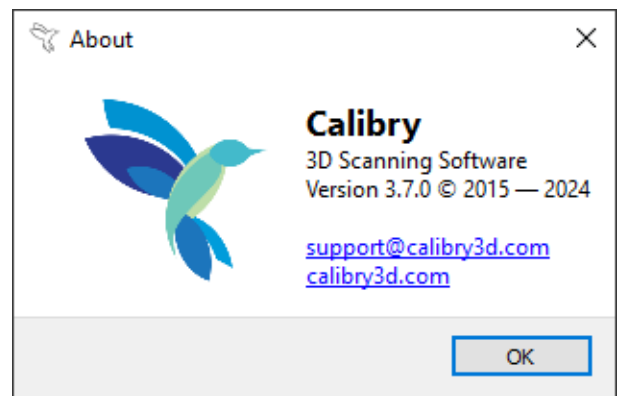 About
Calibry
3D Scanning Software
Version 3.7.0 © 2015 — 2024
support@calibry3d.com
calibry3d.com
OK